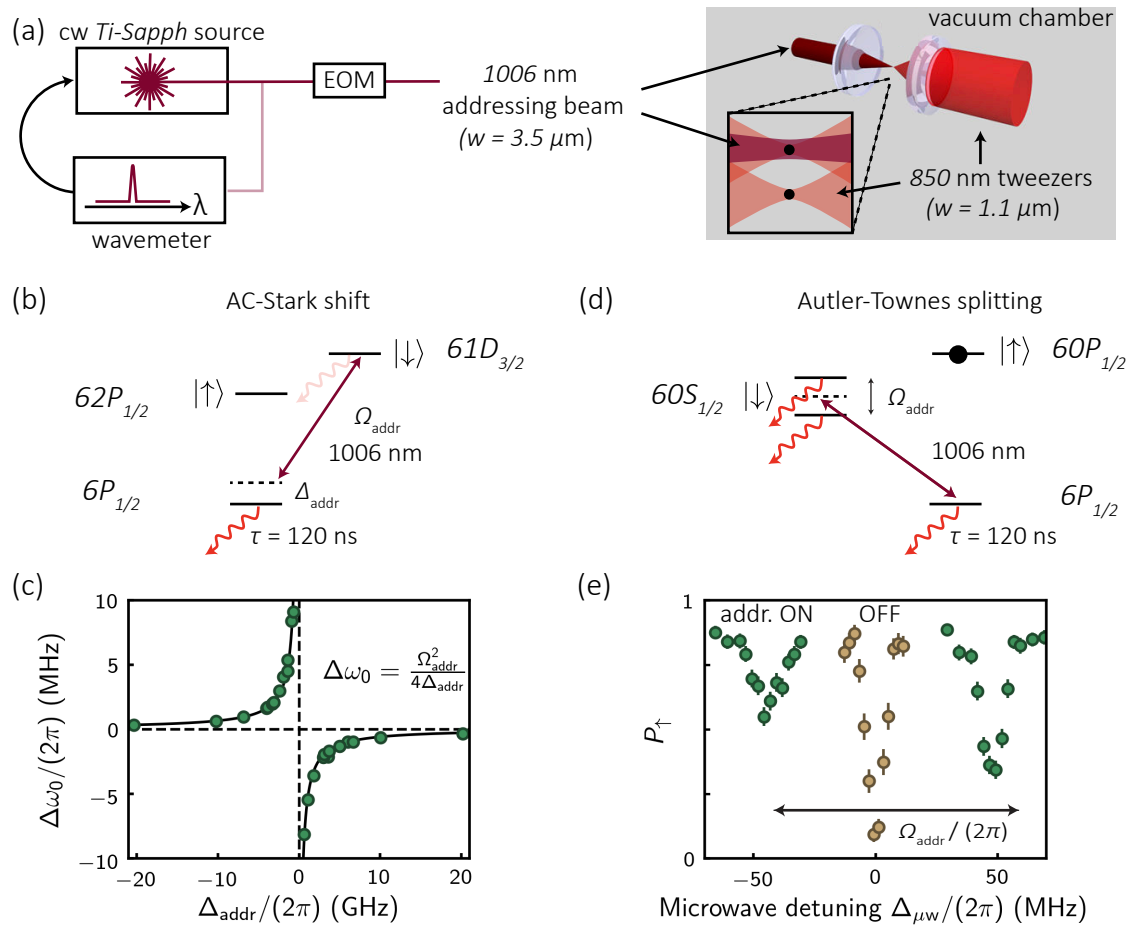 (a)
cw Ti-Sapph source
EOM
1006 nm
addressing beam
(w = 3.5 μm)
vacuum chamber
850 nm tweezers
(w = 1.1 μm)
λ
wavemeter
(b)
AC-Stark shift
|↓⟩ 61D3/2
62P1/2 |↑⟩
Ωaddr
1006 nm
6P1/2
Δaddr
τ = 120 ns
(d)
Autler-Townes splitting
|↑⟩ 60P1/2
60S1/2 |↓⟩
Ωaddr
1006 nm
6P1/2
τ = 120 ns
(c)
Δω0/(2π) (MHz)
10
5
0
−5
−10
Δω0 = Ω²addr / 4Δaddr
−20 −10 0 10 20
Δaddr/(2π) (GHz)
(e)
P↑
1
0
addr. ON OFF
Ωaddr / (2π)
−50 0 50
Microwave detuning Δμw/(2π) (MHz)